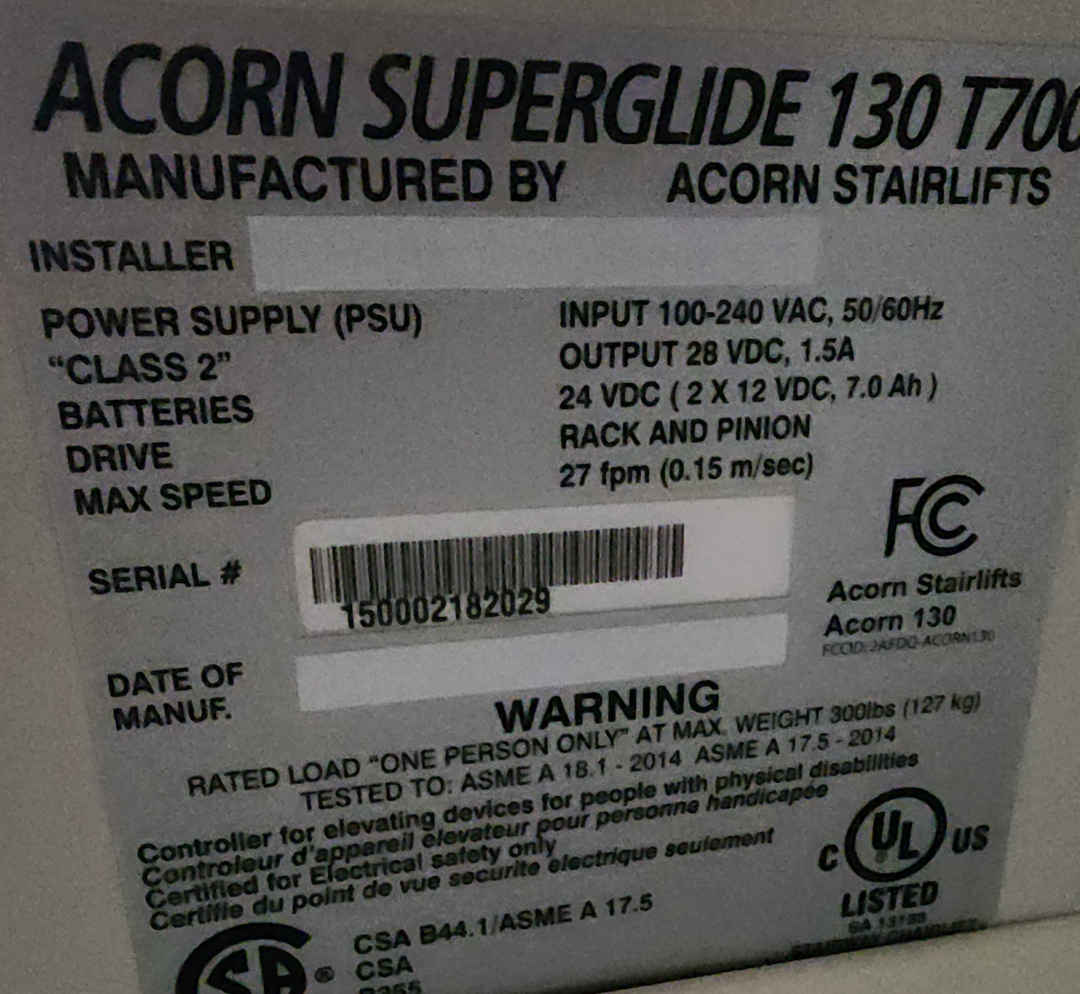 ACORN SUPERGLIDE 130 T700
MANUFACTURED BY ACORN STAIRLIFTS
INSTALLER
POWER SUPPLY (PSU) INPUT 100-240 VAC, 50/60Hz
“CLASS 2” OUTPUT 28 VDC, 1.5A
BATTERIES 24 VDC ( 2 X 12 VDC, 7.0 Ah )
DRIVE RACK AND PINION
MAX SPEED 27 fpm (0.15 m/sec)
FC
SERIAL #
150002182029
Acorn Stairlifts
Acorn 130
FCCID: 2AFDQ-ACORN130
DATE OF
MANUF.
WARNING
RATED LOAD “ONE PERSON ONLY” AT MAX. WEIGHT 300lbs (127 kg)
TESTED TO: ASME A 18.1 - 2014 ASME A 17.5 - 2014
Controller for elevating devices for people with physical disabilities
Controleur d'appareil élevateur pour personne handicapée
Certified for Electrical safety only
Certifie du point de vue securite electrique seulement
C UL US
LISTED
SA ® CSA B44.1/ASME A 17.5
CSA
B355